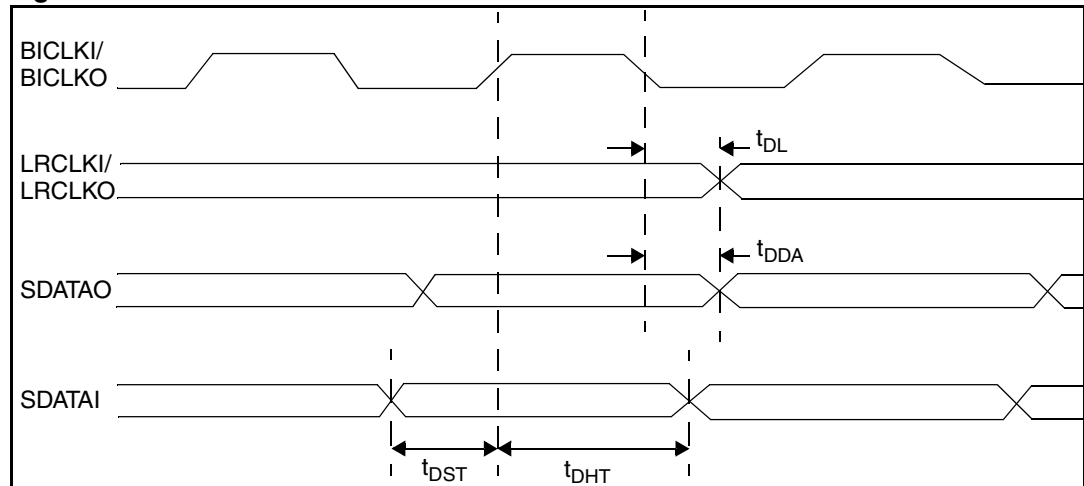 BICLKI/
BICLKO
t_DL
LRCLKI/
LRCLKO
t_DDA
SDATAO
SDATAI
t_DST
t_DHT